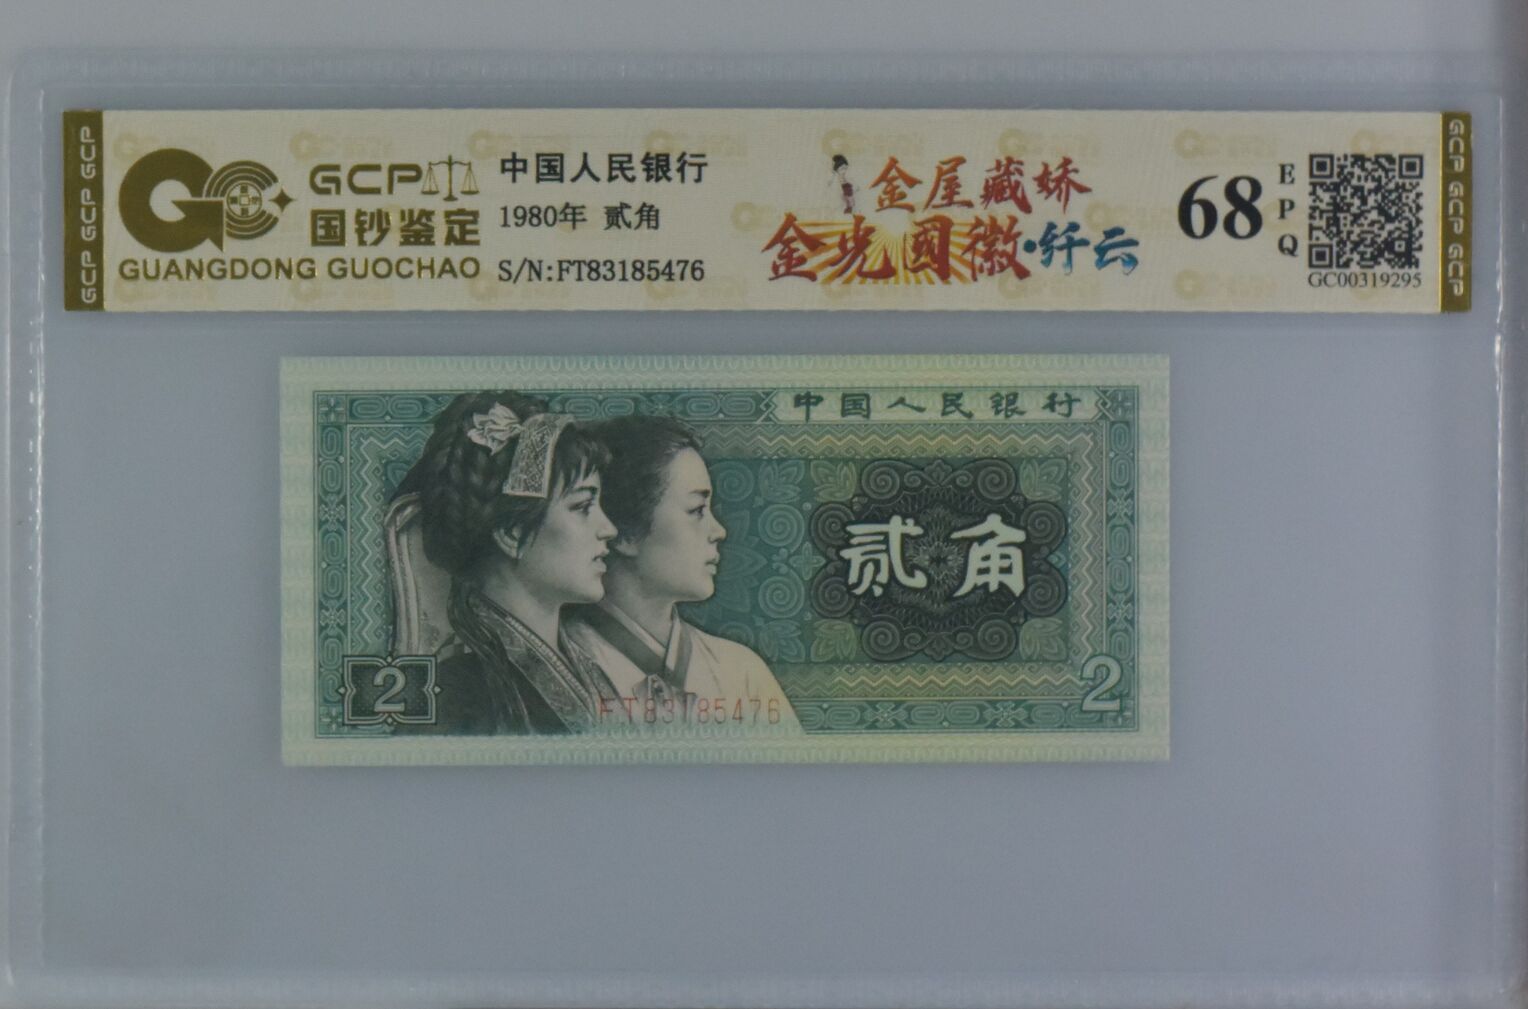 GCP GCP GCP
GCP
国钞鉴定
GUANGDONG GUOCHAO
中国人民银行
1980年 贰角
S/N:FT83185476
金屋藏娇
金光國徽·纤云
68
EPQ
GC00319295
GCP GCP GCP
中国人民银行
贰角
2
2
FT83185476